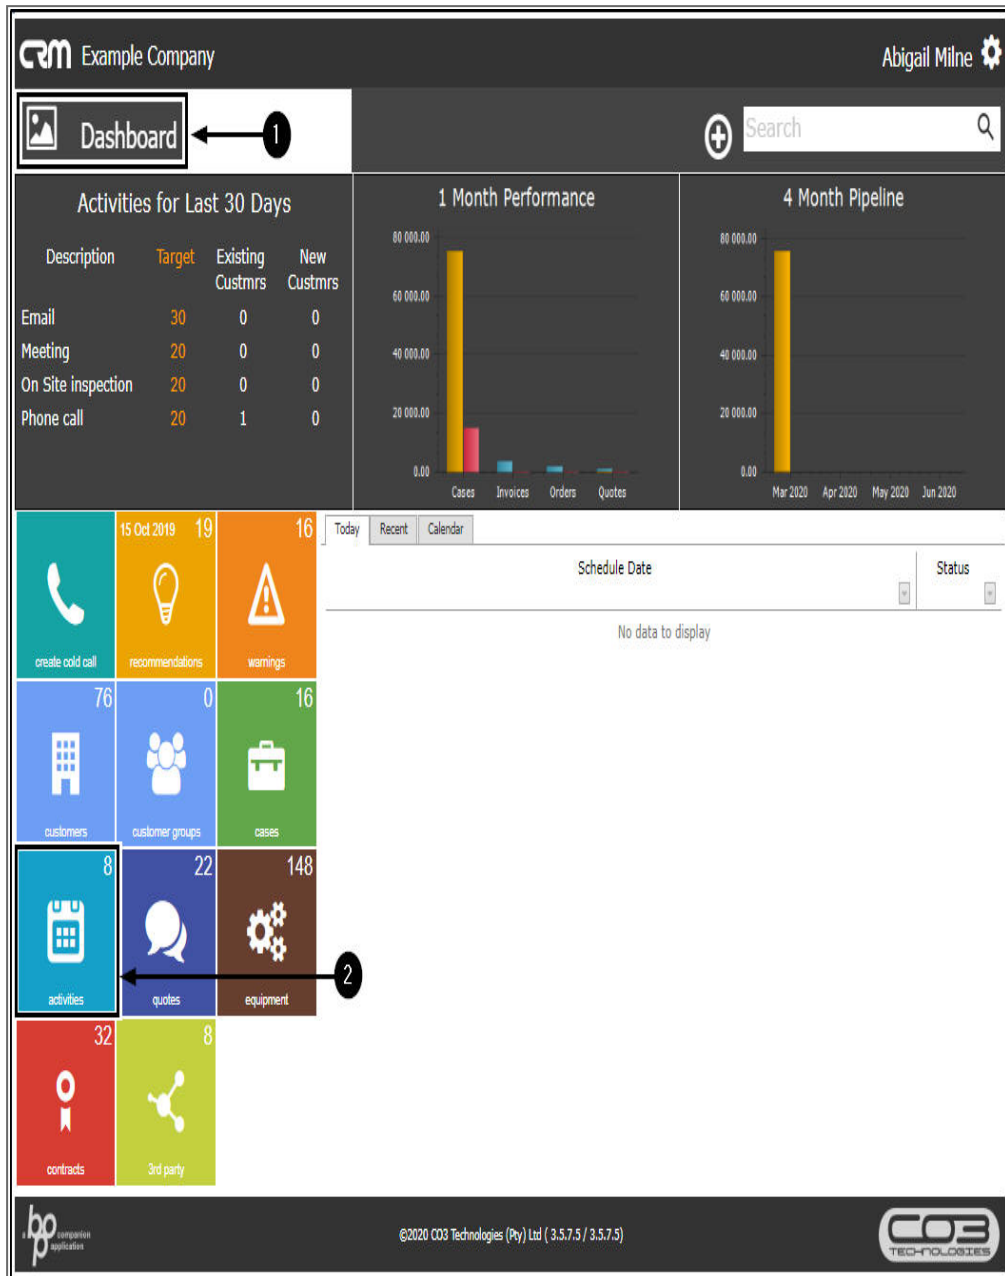 CRM Example Company
Abigail Milne
Dashboard
1
Search
Activities for Last 30 Days
Description Target Existing Custmrs New Custmrs
Email 30 0 0
Meeting 20 0 0
On Site inspection 20 0 0
Phone call 20 1 0
1 Month Performance
80 000.00
60 000.00
40 000.00
20 000.00
0.00
Cases Invoices Orders Quotes
4 Month Pipeline
80 000.00
60 000.00
40 000.00
20 000.00
0.00
Mar 2020 Apr 2020 May 2020 Jun 2020
create cold call
15 Oct 2019 19
recommendations
16
warnings
76
customers
0
customer groups
16
cases
8
activities
22
quotes
148
equipment
2
32
contracts
8
3rd party
Today Recent Calendar
Schedule Date Status
No data to display
a bp companion application
©2020 CO3 Technologies (Pty) Ltd ( 3.5.7.5 / 3.5.7.5)
CO3
TECHNOLOGIES